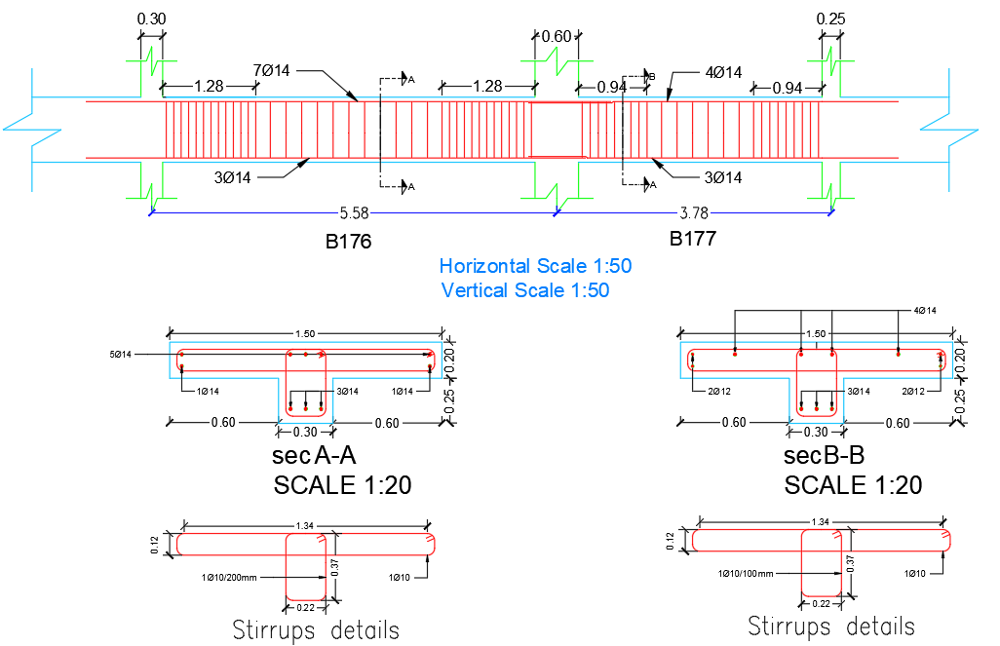 0.30
0.60
0.25
1.28
7Ø14
A
1.28
0.94
B
4Ø14
0.94
3Ø14
A
A
3Ø14
5.58
3.78
B176
B177
Horizontal Scale 1:50
Vertical Scale 1:50
1.50
5Ø14
0.20
1Ø14
3Ø14
1Ø14
0.25
0.60
0.30
0.60
sec A-A
SCALE 1:20
4Ø14
1.50
0.20
2Ø12
3Ø14
2Ø12
0.25
0.60
0.30
0.60
sec B-B
SCALE 1:20
1.34
0.12
0.37
1Ø10/200mm
1Ø10
0.22
Stirrups details
1.34
0.12
0.37
1Ø10/100mm
1Ø10
0.22
Stirrups details